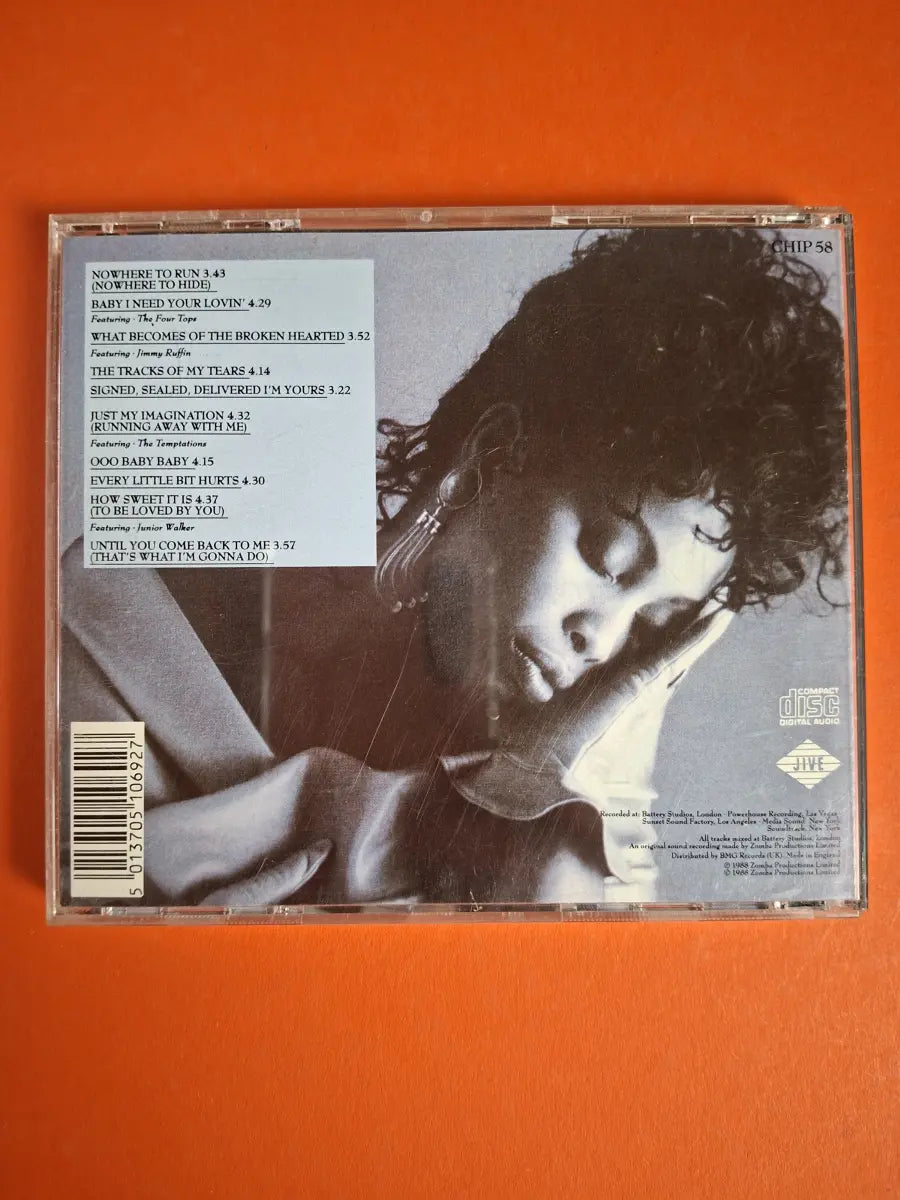 CHIP 58
NOWHERE TO RUN 3.43
(NOWHERE TO HIDE)
BABY I NEED YOUR LOVIN' 4.29
Featuring · The Four Tops
WHAT BECOMES OF THE BROKEN HEARTED 3.52
Featuring · Jimmy Ruffin
THE TRACKS OF MY TEARS 4.14
SIGNED, SEALED, DELIVERED I'M YOURS 3.22
JUST MY IMAGINATION 4.32
(RUNNING AWAY WITH ME)
Featuring · The Temptations
OOO BABY BABY 4.15
EVERY LITTLE BIT HURTS 4.30
HOW SWEET IT IS 4.37
(TO BE LOVED BY YOU)
Featuring · Junior Walker
UNTIL YOU COME BACK TO ME 3.57
(THAT'S WHAT I'M GONNA DO)
COMPACT
disc
DIGITAL AUDIO
JIVE
5 013705 106927
Recorded at: Battery Studios, London · Powerhouse Recording, Las Vegas
Sunset Sound Factory, Los Angeles · Media Sound, New York
Soundtrack, New York
All tracks mixed at Battery Studios, London
An original sound recording made by Zomba Productions Limited
Distributed by BMG Records (UK). Made in England
℗ 1988 Zomba Productions Limited
© 1988 Zomba Productions Limited